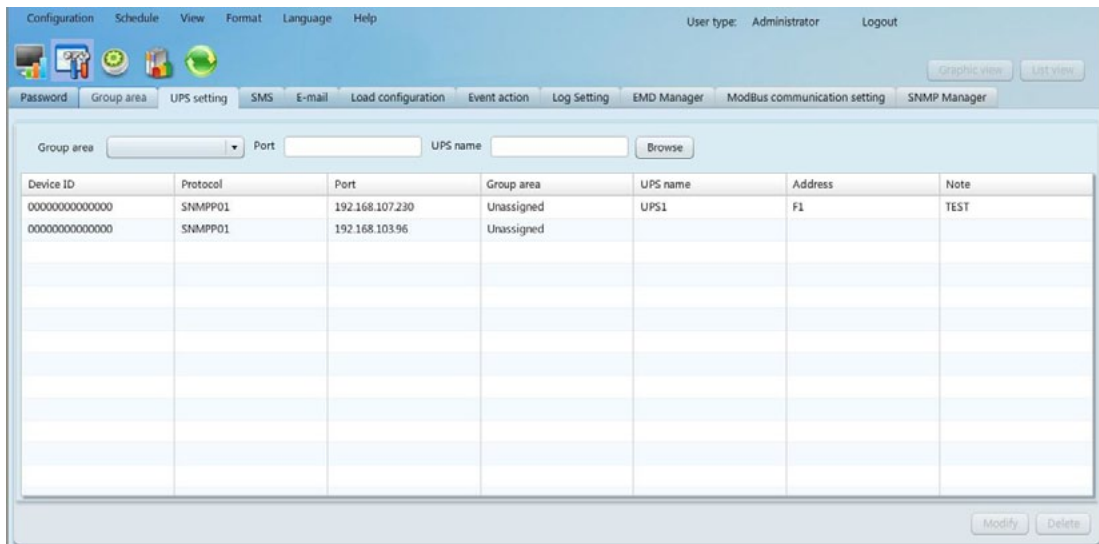 Configuration Schedule View Format Language Help User type: Administrator Logout
Graphic view List view
Password Group area UPS setting SMS E-mail Load configuration Event action Log Setting EMD Manager ModBus communication setting SNMP Manager
Group area Port UPS name Browse
Device ID Protocol Port Group area UPS name Address Note
00000000000000 SNMPP01 192.168.107.230 Unassigned UPS1 F1 TEST
00000000000000 SNMPP01 192.168.103.96 Unassigned
Modify Delete